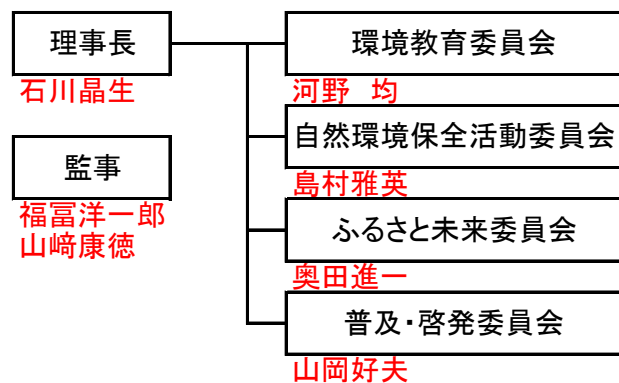 理事長
石川晶生
監事
福冨洋一郎
山﨑康徳
環境教育委員会
河野　均
自然環境保全活動委員会
島村雅英
ふるさと未来委員会
奥田進一
普及・啓発委員会
山岡好夫